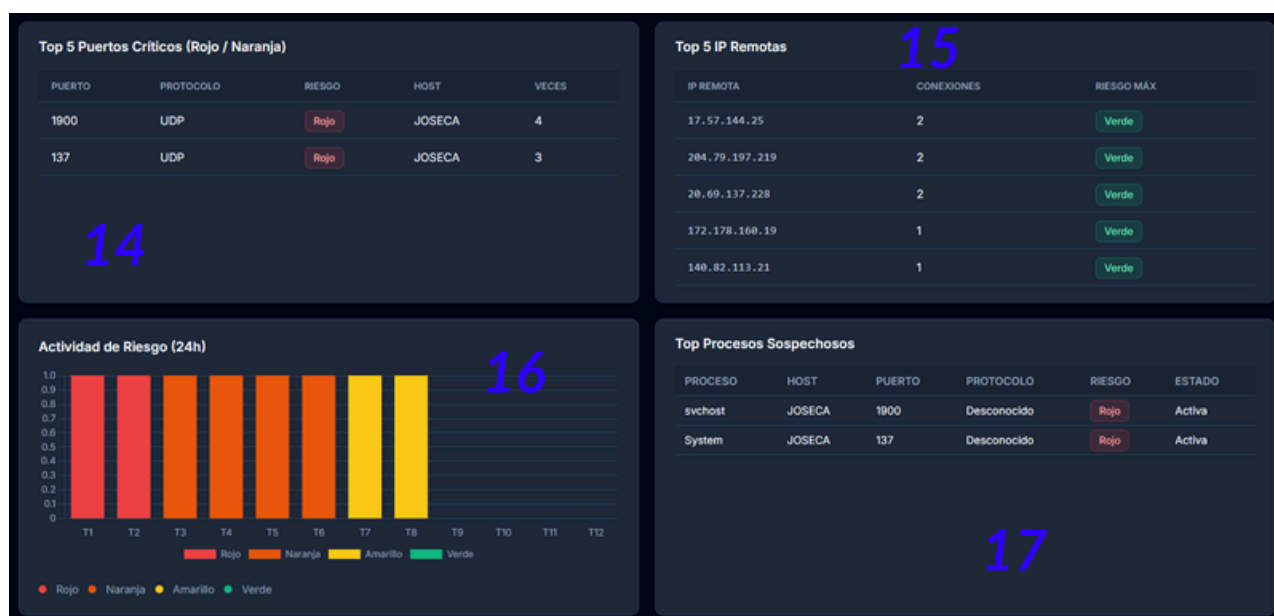 Top 5 Puertos Críticos (Rojo / Naranja)
PUERTO PROTOCOLO RIESGO HOST VECES
1900 UDP Rojo JOSECA 4
137 UDP Rojo JOSECA 3
14
Top 5 IP Remotas
15
IP REMOTA CONEXIONES RIESGO MÁX
17.57.144.25 2 Verde
204.79.197.219 2 Verde
20.69.137.228 2 Verde
172.178.160.19 1 Verde
140.82.113.21 1 Verde
Actividad de Riesgo (24h)
16
1.0
0.9
0.8
0.7
0.6
0.5
0.4
0.3
0.2
0.1
0
T1 T2 T3 T4 T5 T6 T7 T8 T9 T10 T11 T12
Rojo Naranja Amarillo Verde
Rojo Naranja Amarillo Verde
Top Procesos Sospechosos
PROCESO HOST PUERTO PROTOCOLO RIESGO ESTADO
svchost JOSECA 1900 Desconocido Rojo Activa
System JOSECA 137 Desconocido Rojo Activa
17